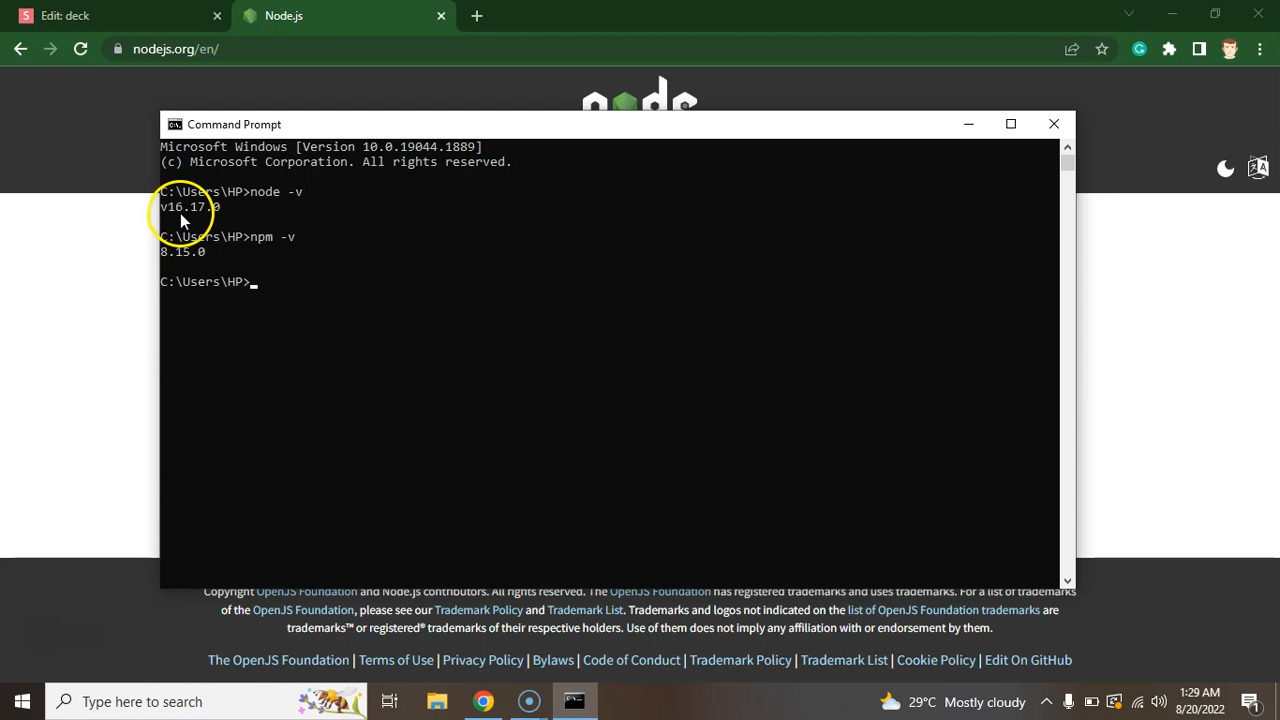 Edit: deck
Node.js
nodejs.org/en/
node
Command Prompt
Microsoft Windows [Version 10.0.19044.1889]
(c) Microsoft Corporation. All rights reserved.
C:\Users\HP>node -v
v16.17.0
C:\Users\HP>npm -v
8.15.0
C:\Users\HP>
Copyright OpenJS Foundation and Node.js contributors. All rights reserved. The OpenJS Foundation has registered trademarks and uses trademarks. For a list of trademarks
of the OpenJS Foundation, please see our Trademark Policy and Trademark List. Trademarks and logos not indicated on the list of OpenJS Foundation trademarks are
trademarks™ or registered® trademarks of their respective holders. Use of them does not imply any affiliation with or endorsement by them.
The OpenJS Foundation | Terms of Use | Privacy Policy | Bylaws | Code of Conduct | Trademark Policy | Trademark List | Cookie Policy | Edit On GitHub
Type here to search
29°C Mostly cloudy
1:29 AM
8/20/2022